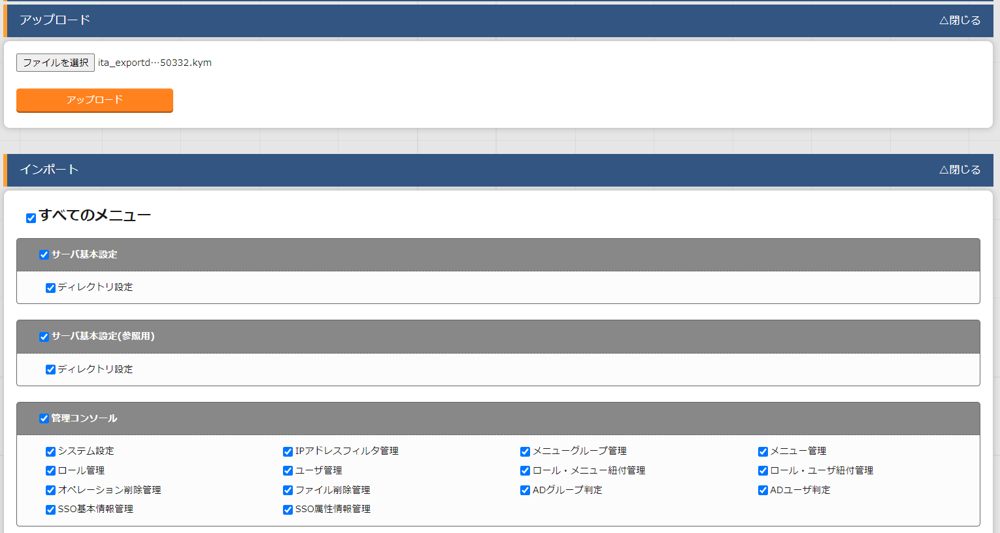 アップロード △閉じる
ファイルを選択 ita_exportd…50332.kym
アップロード
インポート △閉じる
すべてのメニュー
サーバ基本設定
ディレクトリ設定
サーバ基本設定(参照用)
ディレクトリ設定
管理コンソール
システム設定 IPアドレスフィルタ管理 メニューグループ管理 メニュー管理
ロール管理 ユーザ管理 ロール・メニュー紐付管理 ロール・ユーザ紐付管理
オペレーション削除管理 ファイル削除管理 ADグループ判定 ADユーザ判定
SSO基本情報管理 SSO属性情報管理